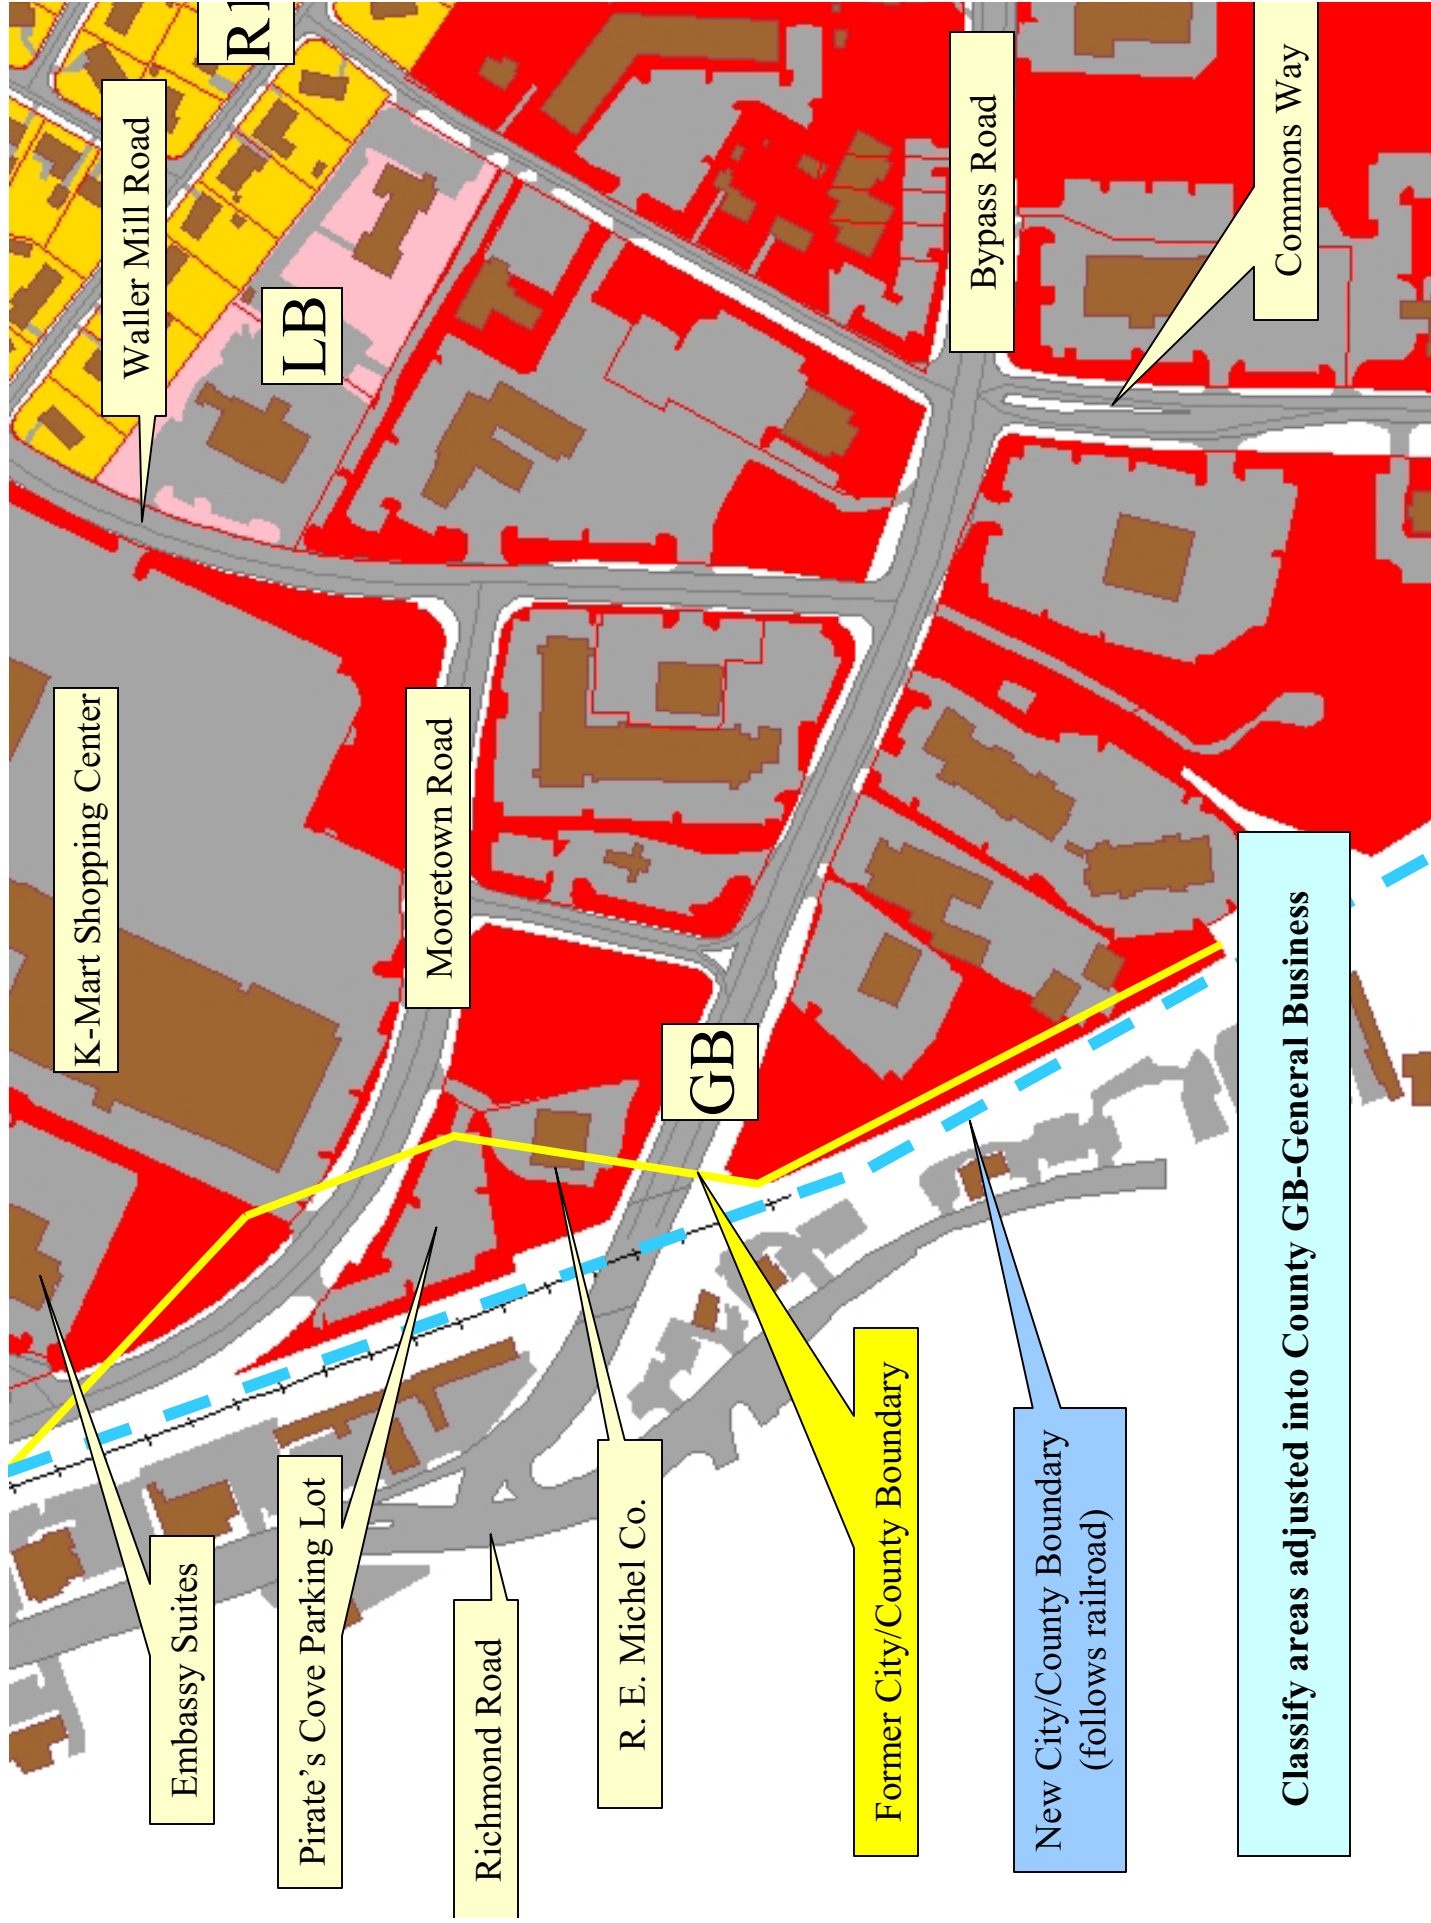 Embassy Suites
K-Mart Shopping Center
Waller Mill Road
R1
Pirate's Cove Parking Lot
LB
Richmond Road
Mooretown Road
R. E. Michel Co.
GB
Former City/County Boundary
Bypass Road
New City/County Boundary
(follows railroad)
Commons Way
Classify areas adjusted into County GB-General Business